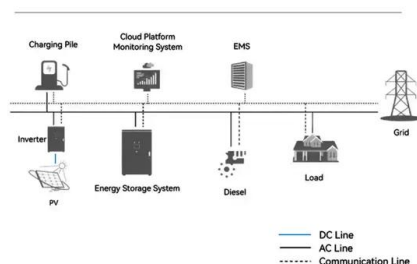 Charging Pile
Cloud Platform
Monitoring System
EMS
Grid
Inverter
PV
Energy Storage System
Diesel
Load
DC Line
AC Line
Communication Line